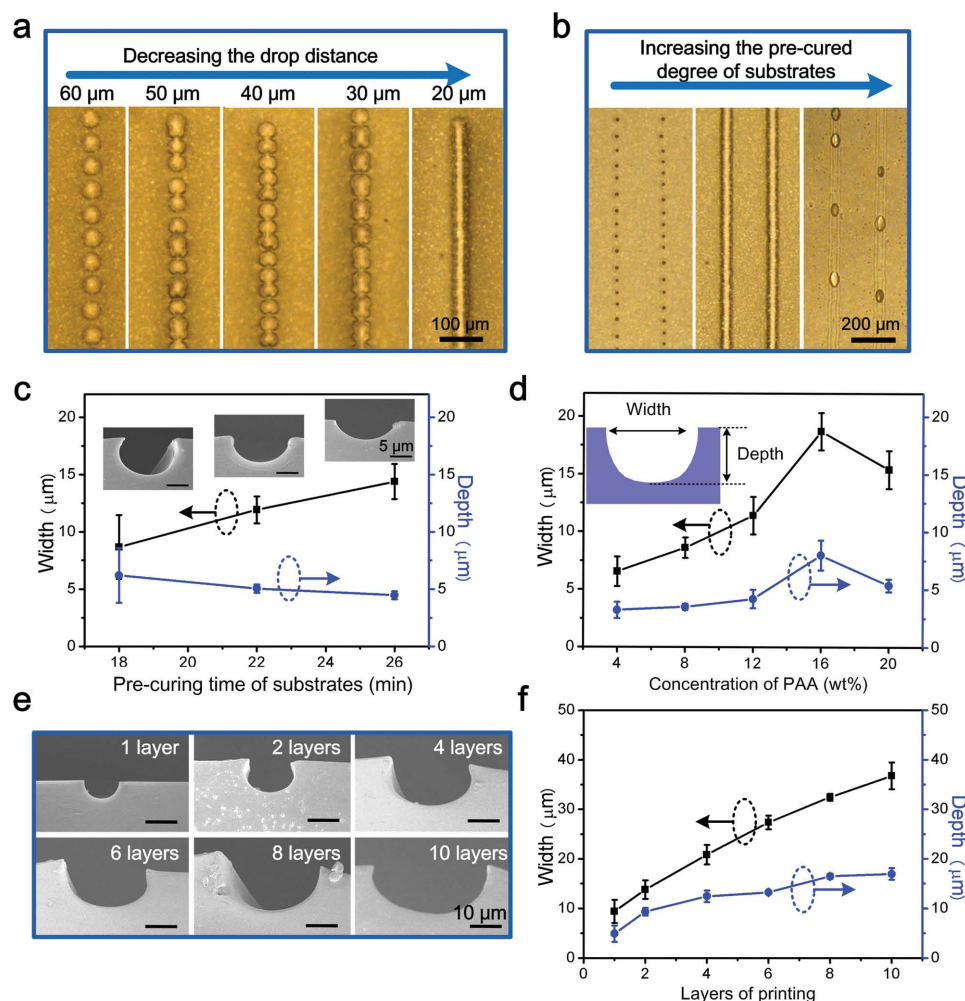 a
Decreasing the drop distance
60 μm 50 μm 40 μm 30 μm 20 μm
100 μm
b
Increasing the pre-cured
degree of substrates
200 μm
c
20
15
10
5
0
Width (μm)
5 μm
20
15
10
5
0
Depth (μm)
18 20 22 24 26
Pre-curing time of substrates (min)
d
20
15
10
5
0
Width (μm)
Width
Depth
20
15
10
5
0
Depth (μm)
4 8 12 16 20
Concentration of PAA (wt%)
e
1 layer 2 layers 4 layers
6 layers 8 layers 10 layers
10 μm
f
50
40
30
20
10
0
Width (μm)
50
40
30
20
10
0
Depth (μm)
0 2 4 6 8 10
Layers of printing